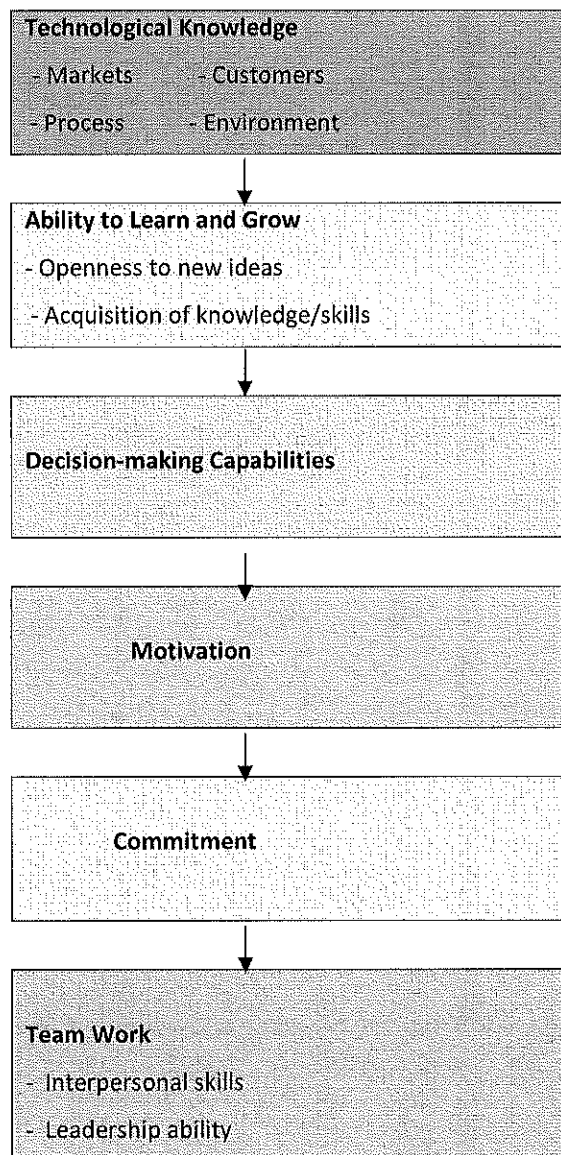 Technological Knowledge
- Markets - Customers
- Process - Environment
Ability to Learn and Grow
- Openness to new ideas
- Acquisition of knowledge/skills
Decision-making Capabilities
Motivation
Commitment
Team Work
- Interpersonal skills
- Leadership ability